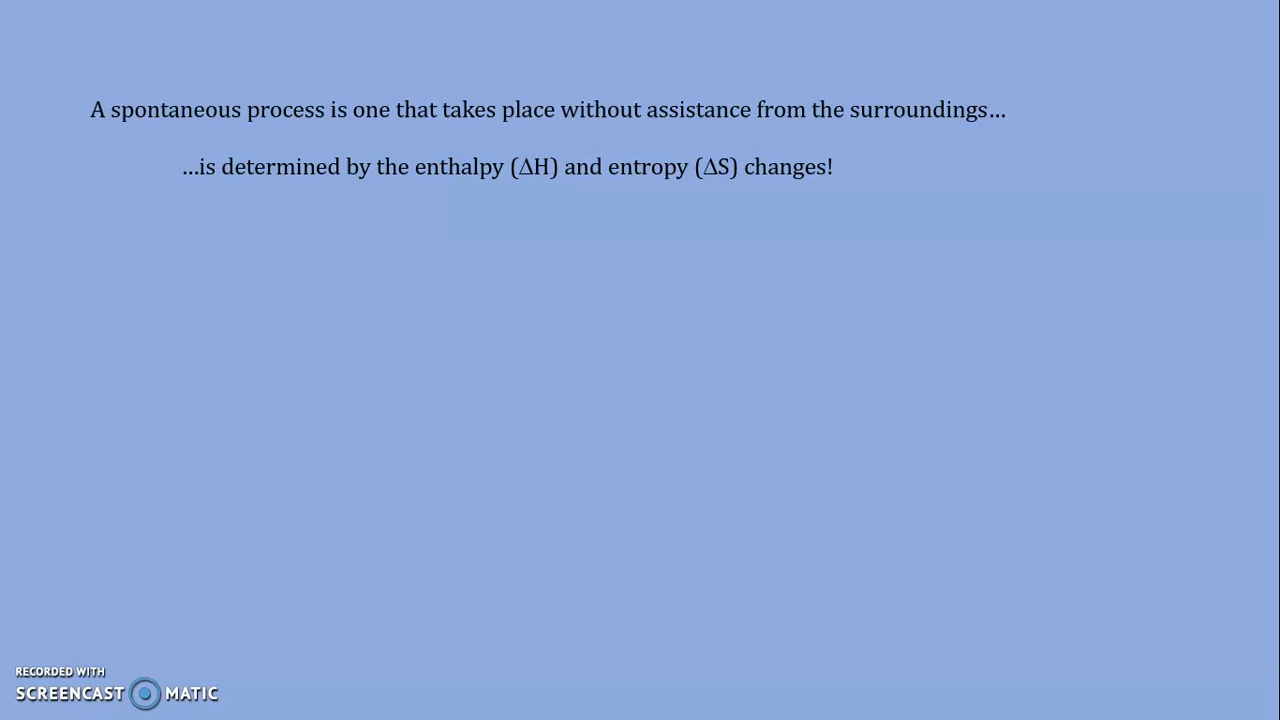 A spontaneous process is one that takes place without assistance from the surroundings…
…is determined by the enthalpy (ΔH) and entropy (ΔS) changes!
RECORDED WITH
SCREENCAST MATIC